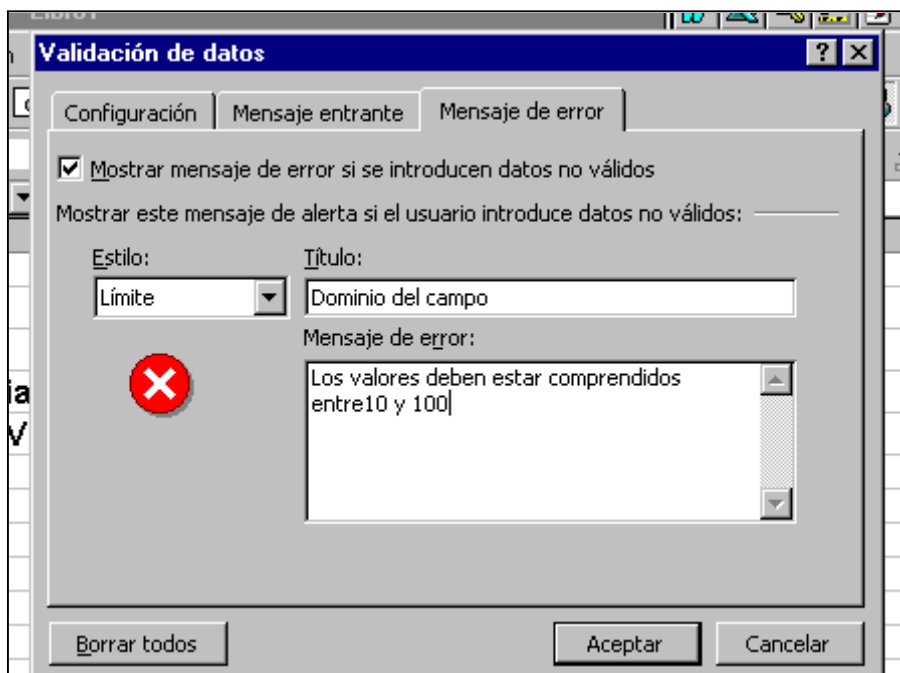 Libro1
Validación de datos
Configuración Mensaje entrante Mensaje de error
Mostrar mensaje de error si se introducen datos no válidos
Mostrar este mensaje de alerta si el usuario introduce datos no válidos:
Estilo: Título:
Límite Dominio del campo
Mensaje de error:
Los valores deben estar comprendidos
entre10 y 100
ia
V
Borrar todos Aceptar Cancelar